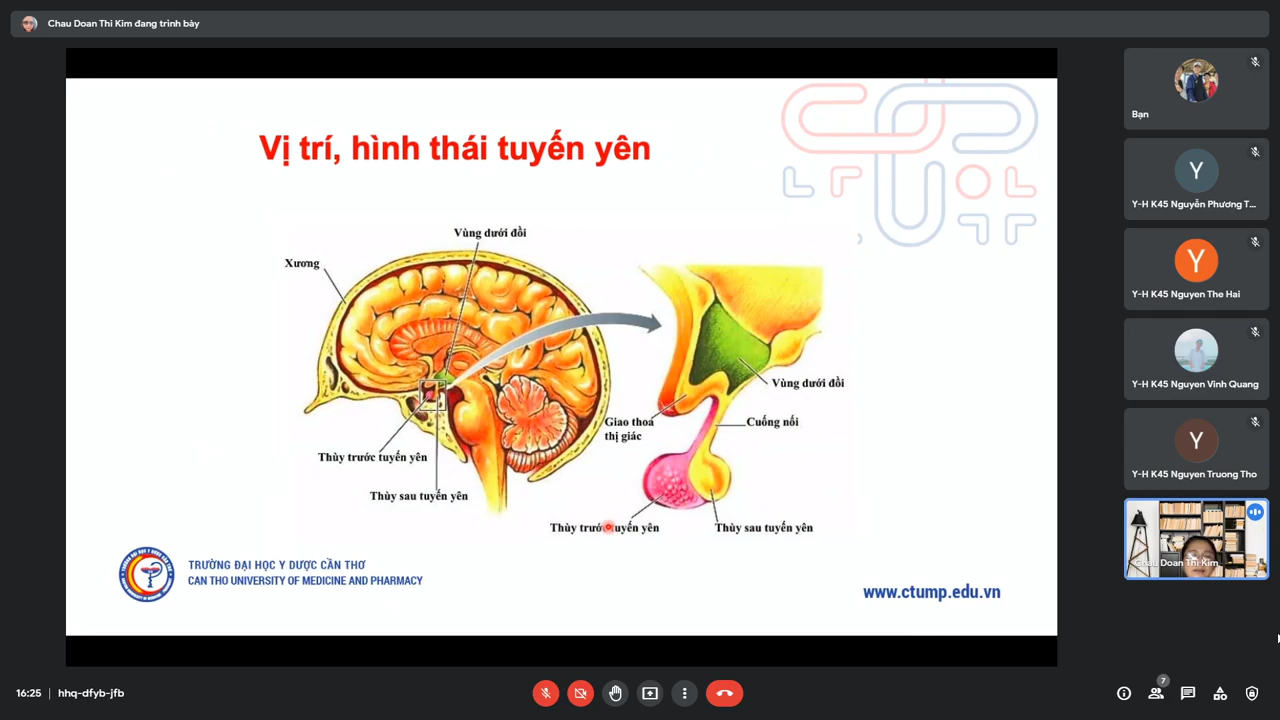 Chau Doan Thi Kim đang trình bày
Vị trí, hình thái tuyến yên
Vùng dưới đồi
Xương
Thùy trước tuyến yên
Thùy sau tuyến yên
Vùng dưới đồi
Giao thoa
thị giác
Cuống nối
Thùy trước tuyến yên
Thùy sau tuyến yên
TRƯỜNG ĐẠI HỌC Y DƯỢC CẦN THƠ
CAN THO UNIVERSITY OF MEDICINE AND PHARMACY
www.ctump.edu.vn
Bạn
Y
Y-H K45 Nguyễn Phương T...
Y
Y-H K45 Nguyen The Hai
Y-H K45 Nguyen Vinh Quang
Y
Y-H K45 Nguyen Truong Tho
Chau Doan Thi Kim
16:25
hhq-dfyb-jfb
7